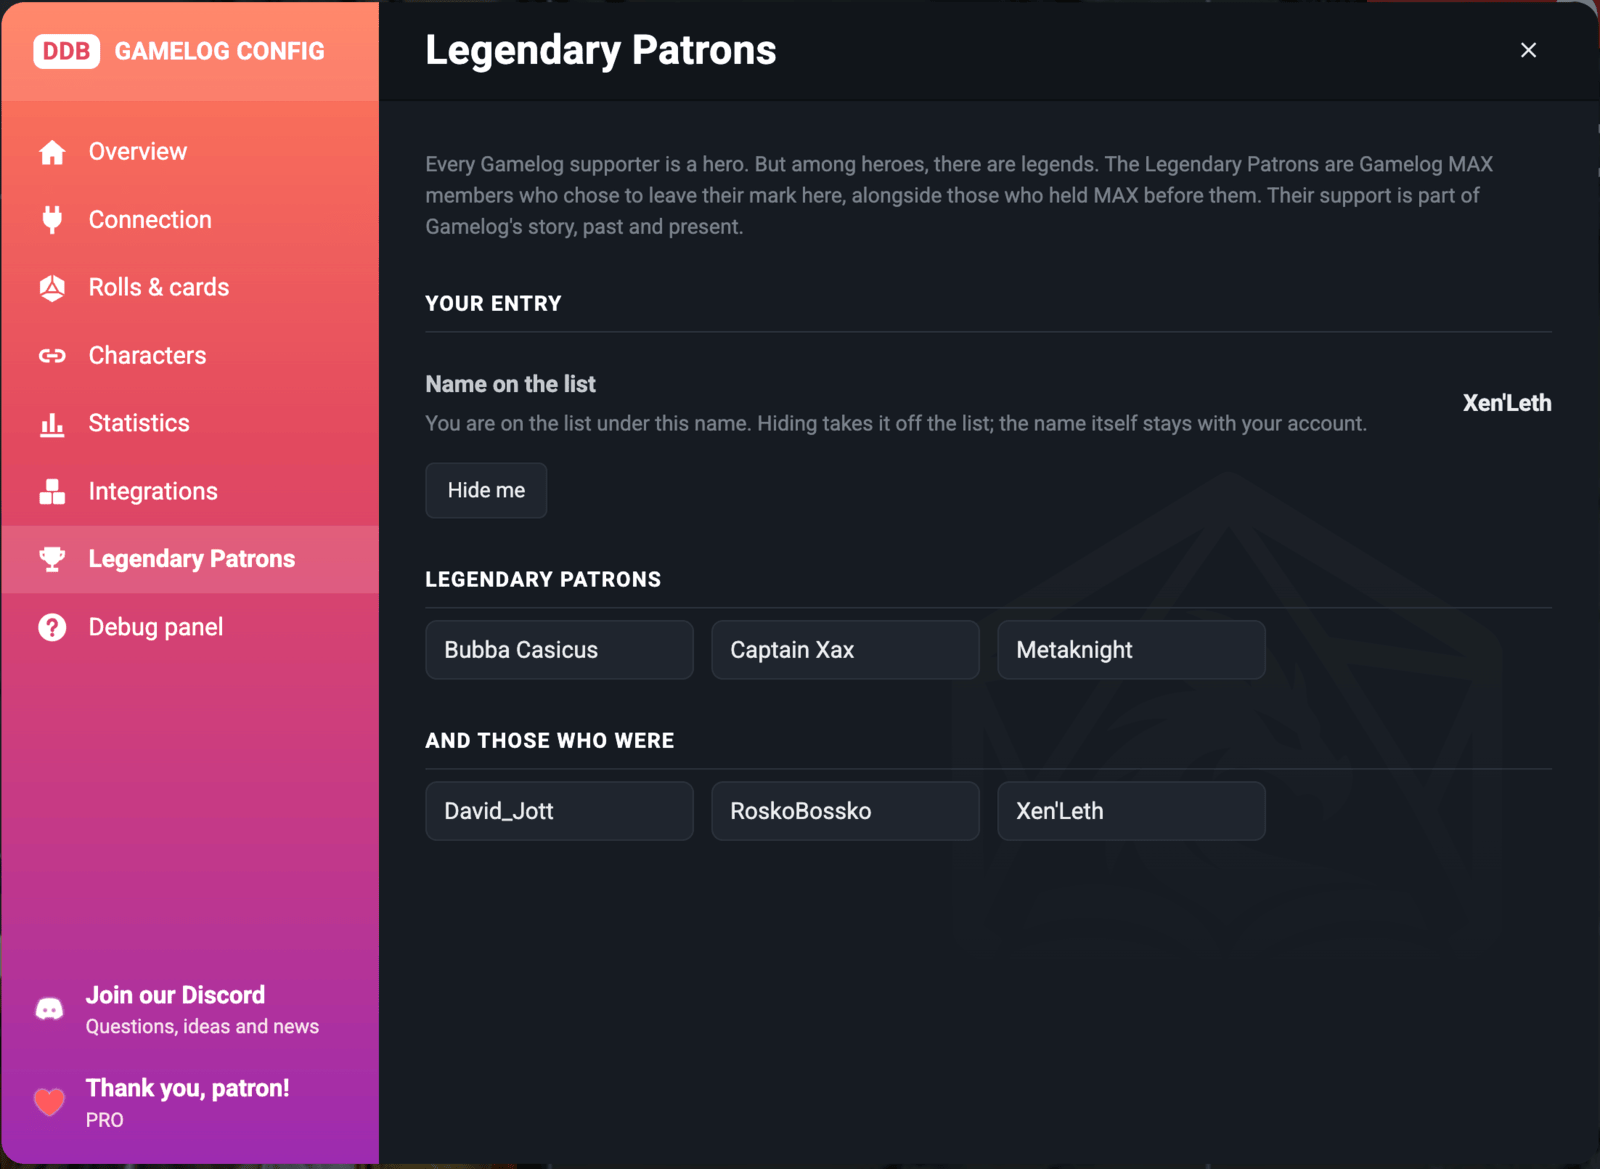 DDB GAMELOG CONFIG
Overview
Connection
Rolls & cards
Characters
Statistics
Integrations
Legendary Patrons
Debug panel
Join our Discord
Questions, ideas and news
Thank you, patron!
PRO
Legendary Patrons
Every Gamelog supporter is a hero. But among heroes, there are legends. The Legendary Patrons are Gamelog MAX
members who chose to leave their mark here, alongside those who held MAX before them. Their support is part of
Gamelog's story, past and present.
YOUR ENTRY
Name on the list
You are on the list under this name. Hiding takes it off the list; the name itself stays with your account.
Xen'Leth
Hide me
LEGENDARY PATRONS
Bubba Casicus
Captain Xax
Metaknight
AND THOSE WHO WERE
David_Jott
RoskoBossko
Xen'Leth